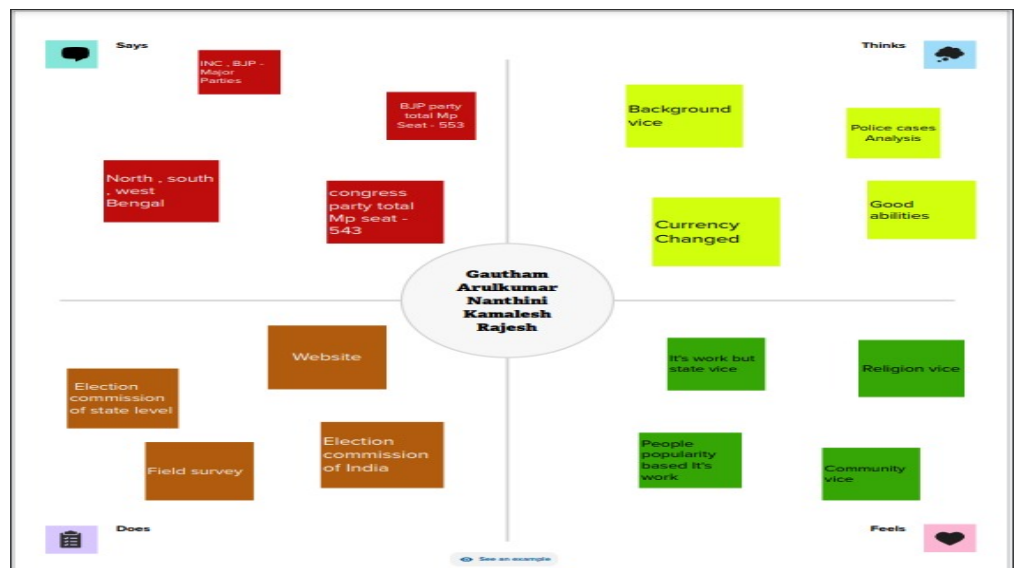 Says
INC , BJP -
Major
Parties
BJP party
total Mp
Seat - 553
North , south
, west
Bengal
congress
party total
Mp seat -
543
Thinks
Background
vice
Police cases
Analysis
Currency
Changed
Good
abilities
Gautham
Arulkumar
Nanthini
Kamalesh
Rajesh
Website
Election
commission
of state level
Field survey
Election
commission
of India
Does
It's work but
state vice
Religion vice
People
popularity
based It's
work
Community
vice
Feels
See an example